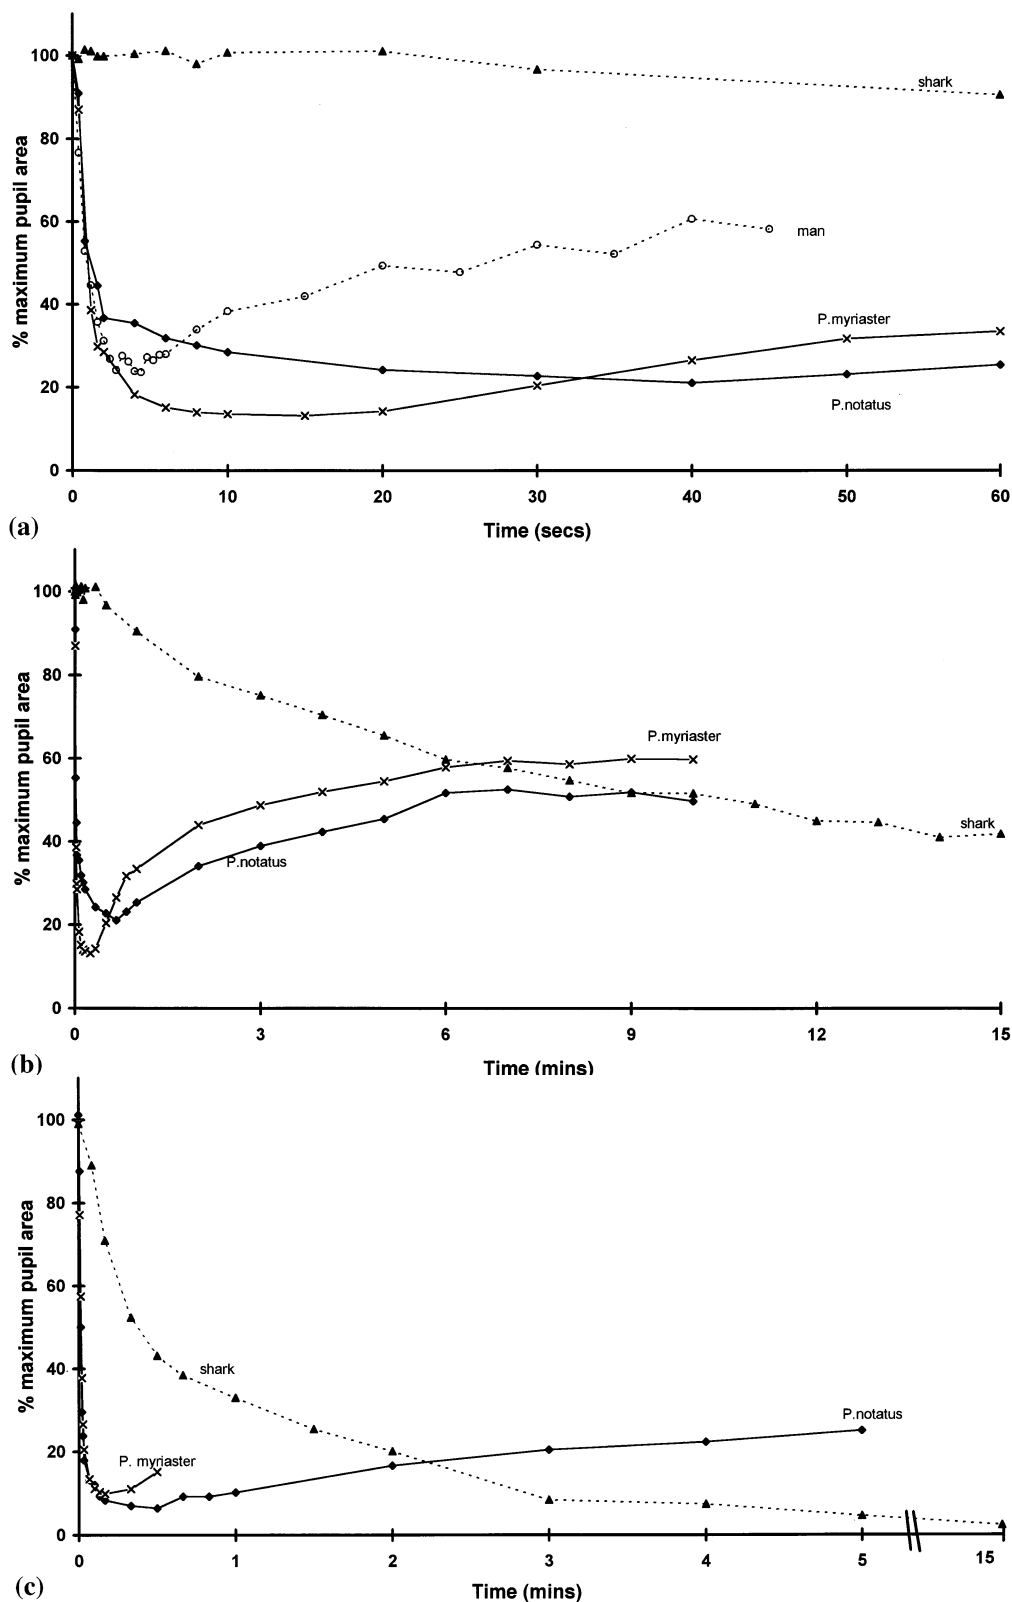 100
80
60
40
20
0
% maximum pupil area
shark
man
P.myriaster
P.notatus
0 10 20 30 40 50 60
(a)
Time (secs)
100
80
60
40
20
0
% maximum pupil area
P.myriaster
shark
P.notatus
0 3 6 9 12 15
(b)
Time (mins)
100
80
60
40
20
0
% maximum pupil area
shark
P.notatus
P. myriaster
0 1 2 3 4 5 15
(c)
Time (mins)